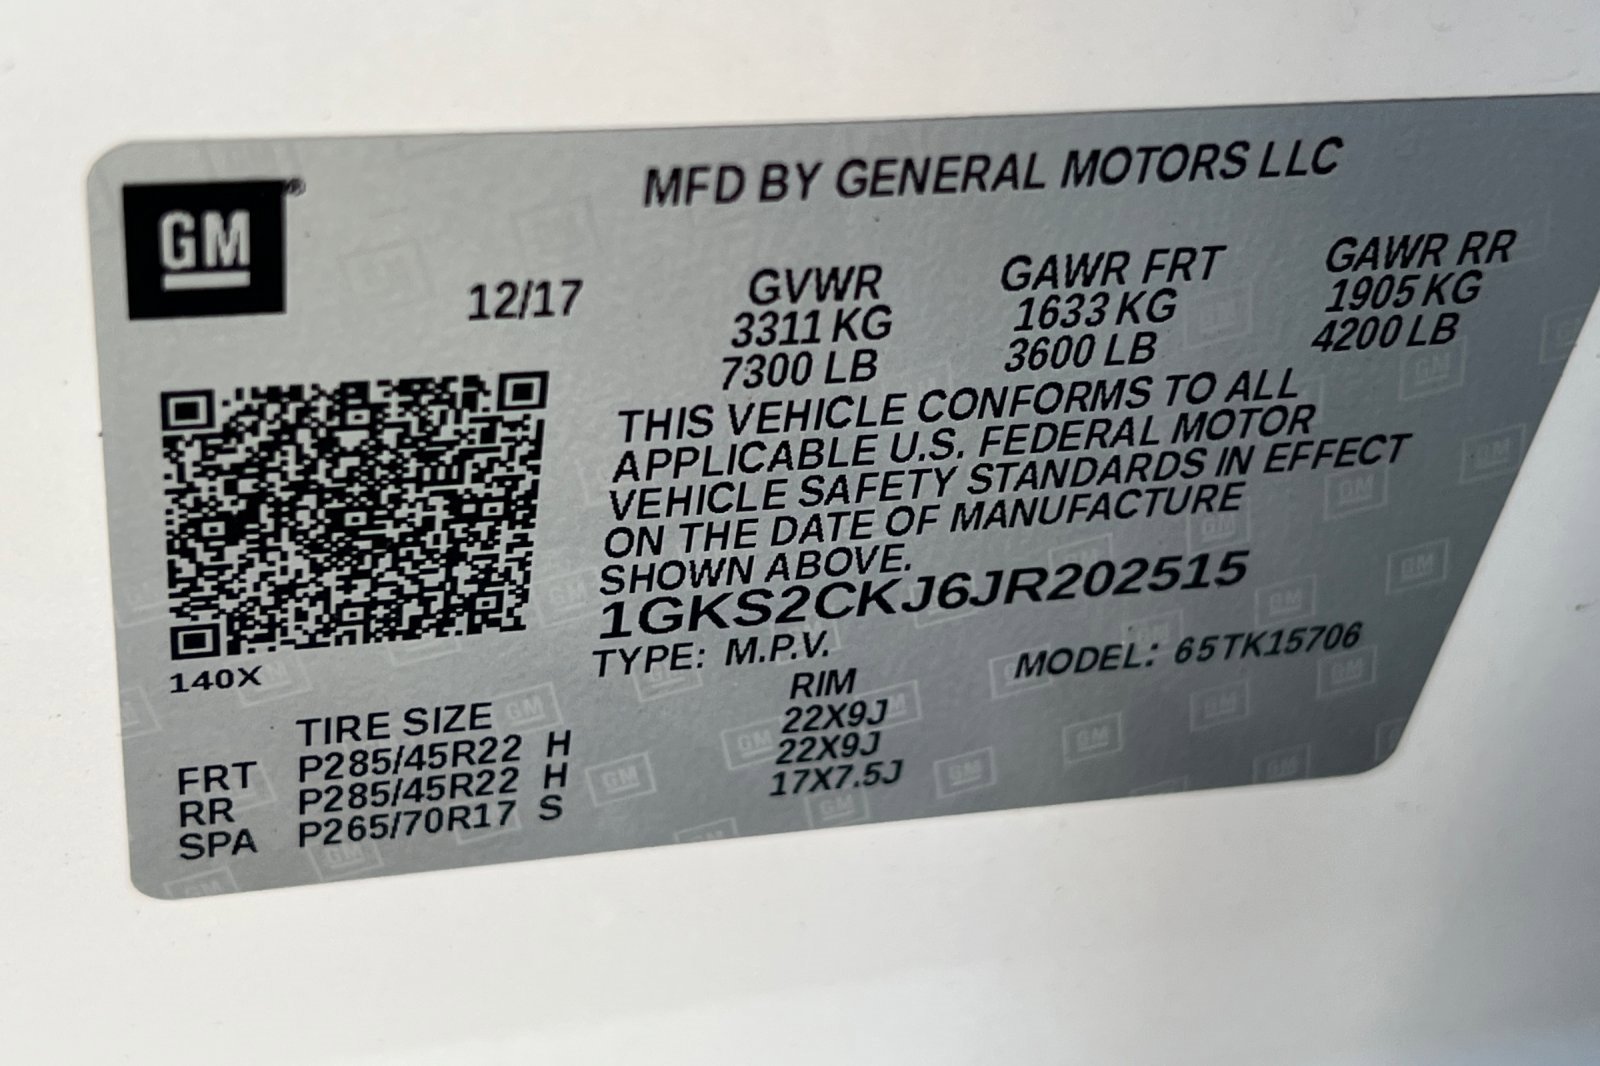 GM
MFD BY GENERAL MOTORS LLC
12/17 GVWR GAWR FRT GAWR RR
3311 KG 1633 KG 1905 KG
7300 LB 3600 LB 4200 LB
THIS VEHICLE CONFORMS TO ALL
APPLICABLE U.S. FEDERAL MOTOR
VEHICLE SAFETY STANDARDS IN EFFECT
ON THE DATE OF MANUFACTURE
SHOWN ABOVE.
1GKS2CKJ6JR202515
TYPE: M.P.V. MODEL: 65TK15706
140X
TIRE SIZE RIM
FRT P285/45R22 H 22X9J
RR P285/45R22 H 22X9J
SPA P265/70R17 S 17X7.5J